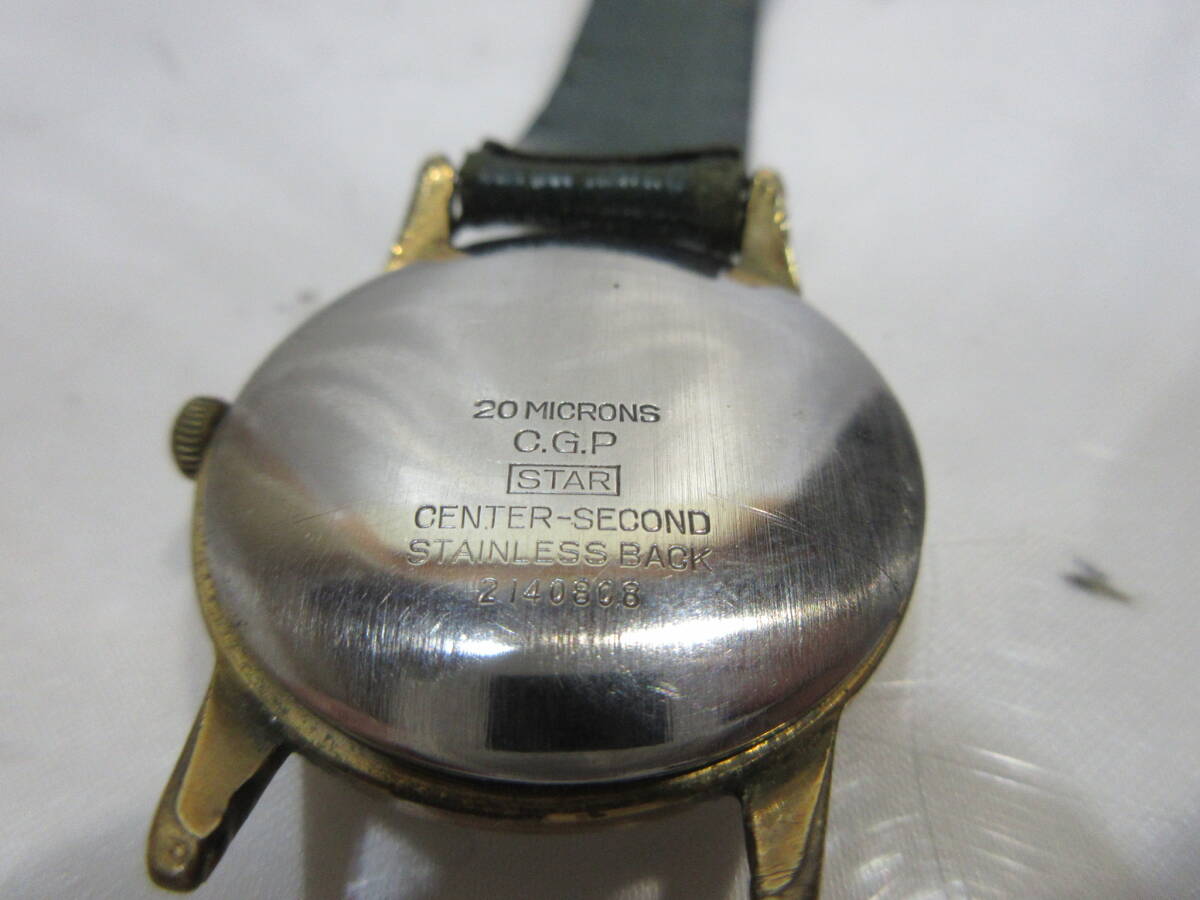 20 MICRONS
C.G.P
STAR
CENTER-SECOND
STAINLESS BACK
2140808